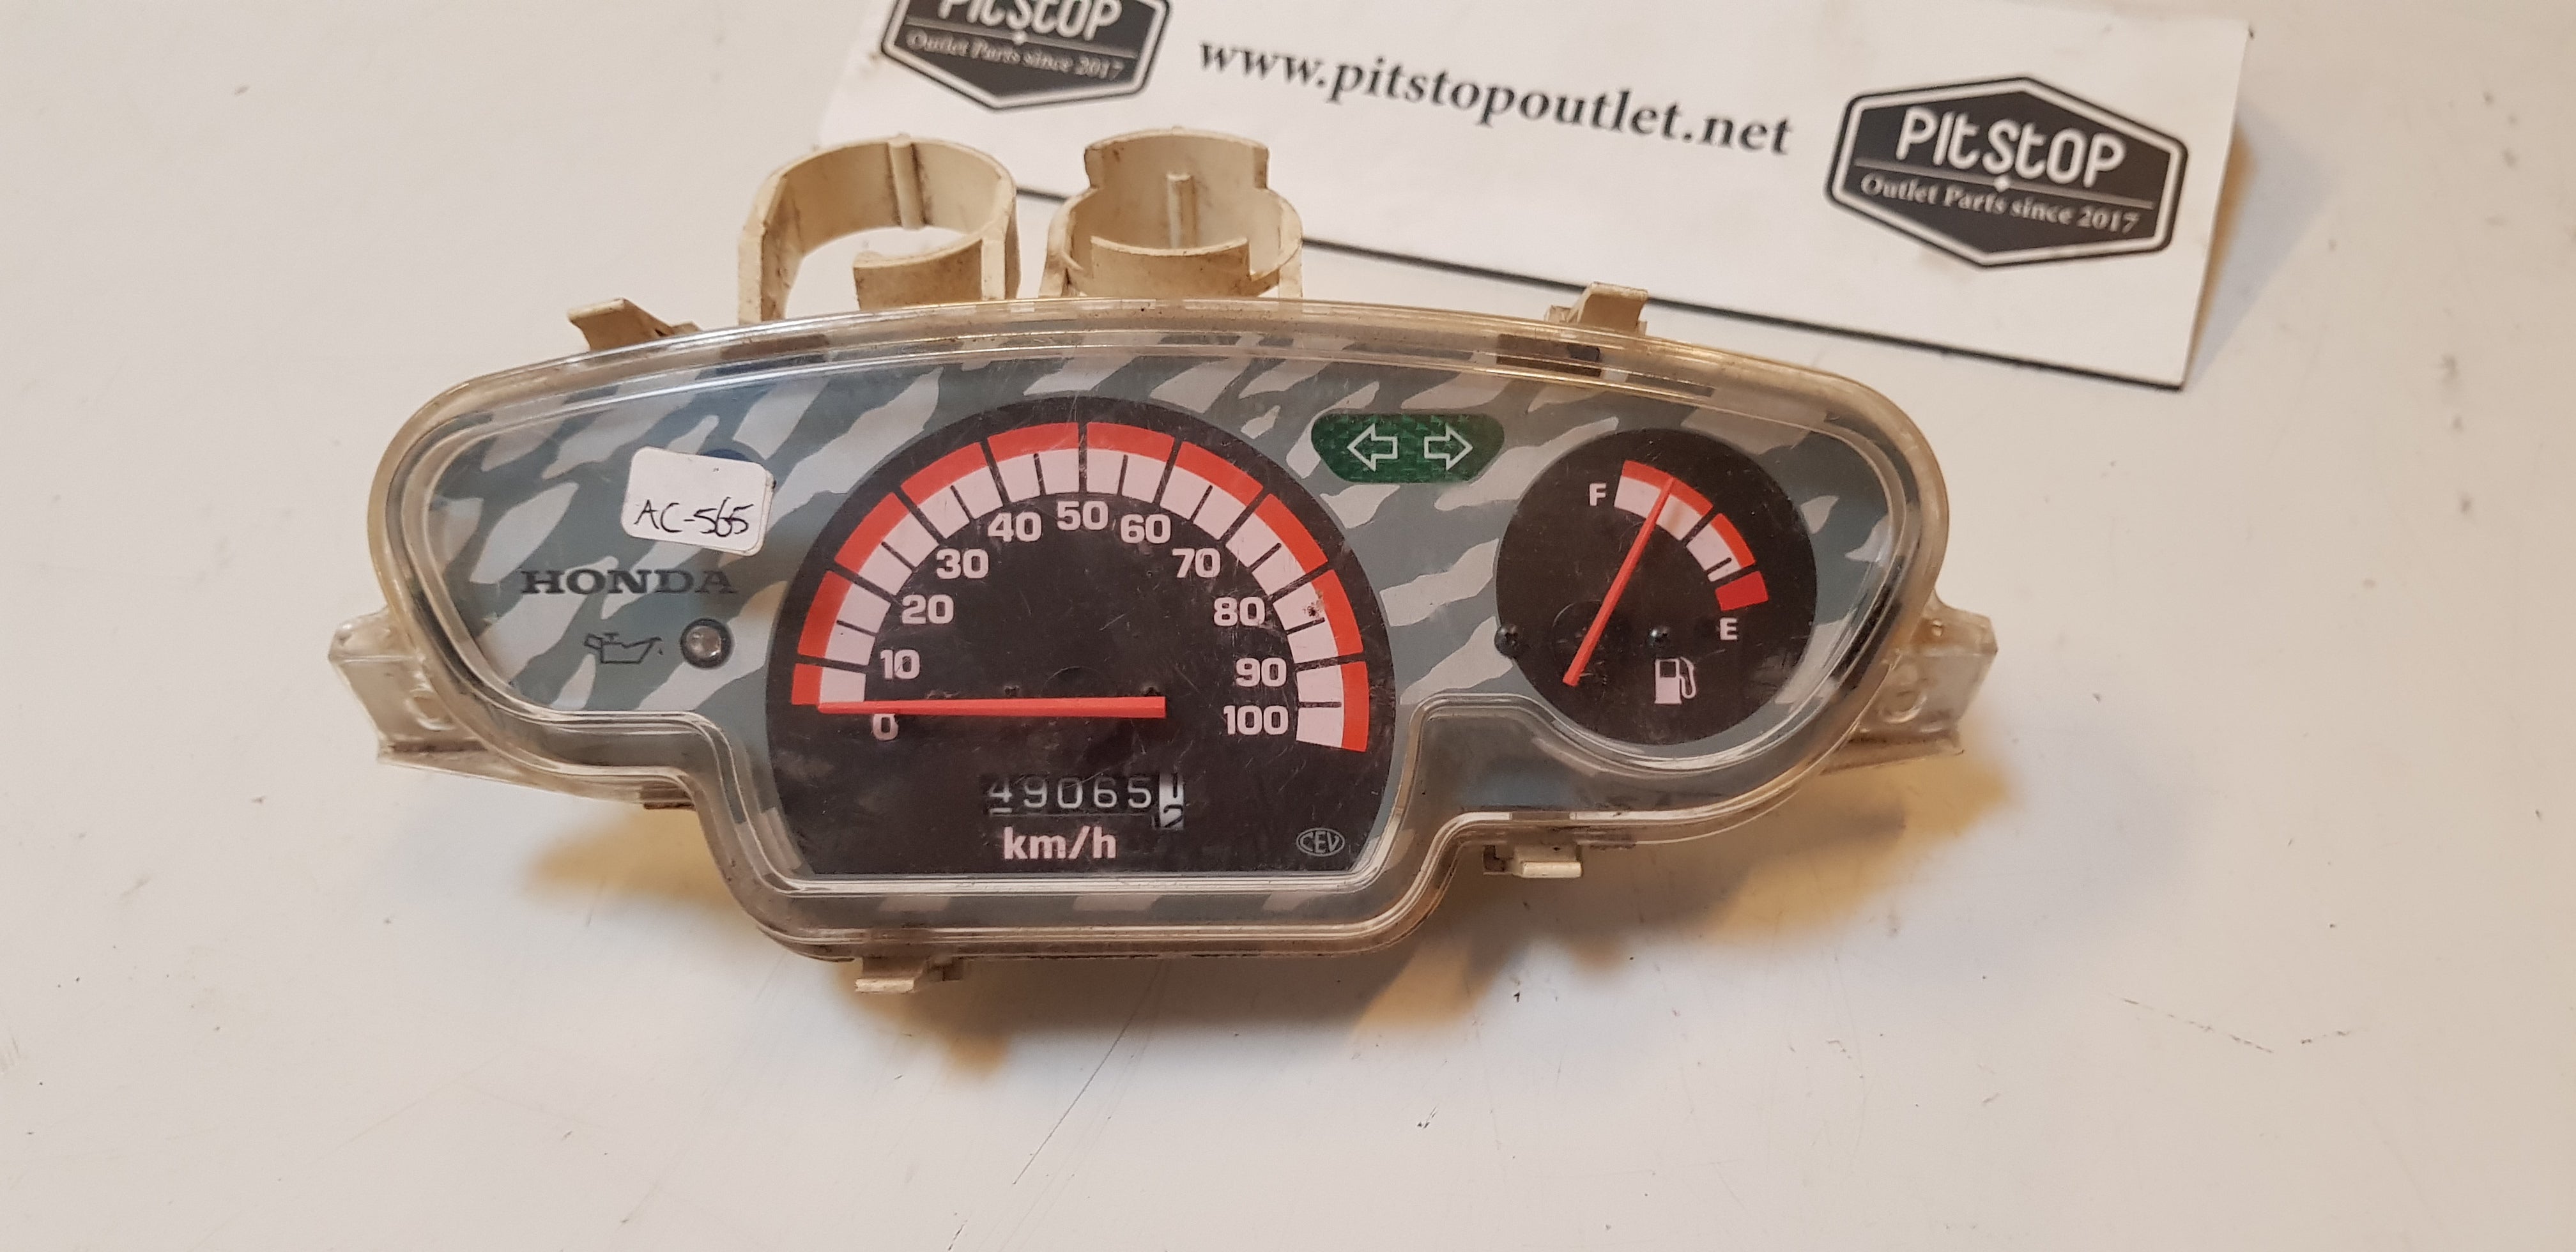 PitStop
Outlet Parts since 2017
www.pitstopoutlet.net
PitStop
Outlet Parts since 2017
AC-565
HONDA
0
10
20
30
40
50
60
70
80
90
100
49065
km/h
CEV
F
E